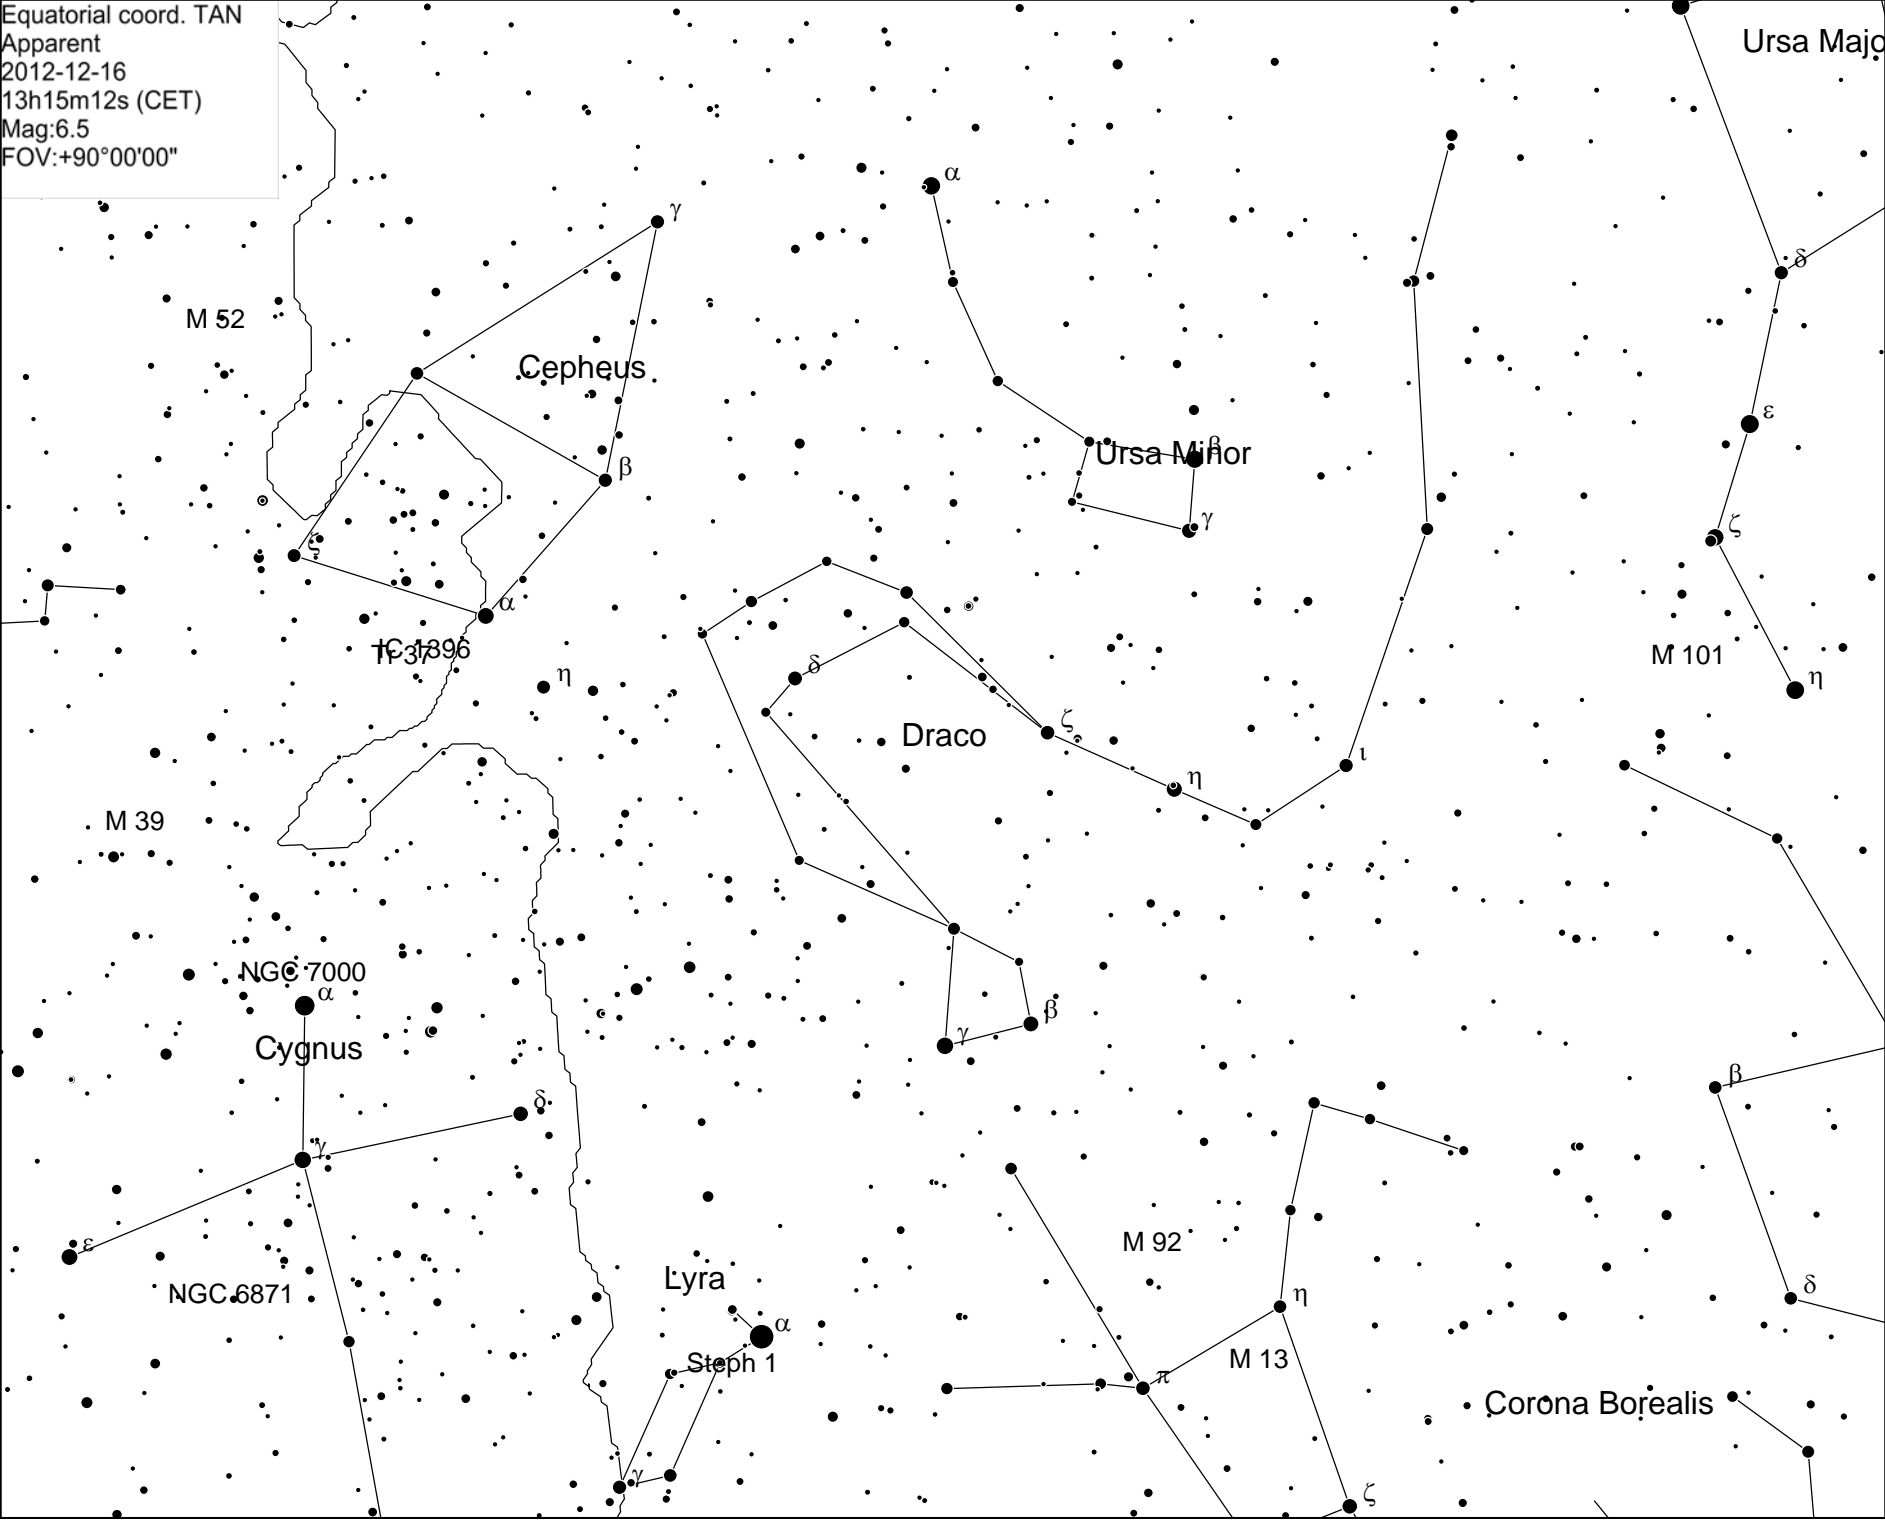 Equatorial coord. TAN
Apparent
2012-12-16
13h15m12s (CET)
Mag:6.5
FOV:+90°00'00"
Ursa Majo
α
γ
δ
M 52
Cepheus
ε
β
Ursa Minor
β
γ
ζ
ξ
α
IC 1396
Tr 37
M 101
δ
η
η
ζ
Draco
ι
η
M 39
NGC 7000
α
β
γ
Cygnus
β
δ
γ
M 92
ε
Lyra
δ
NGC 6871
η
α
Steph 1
M 13
π
Corona Borealis
γ
ζ